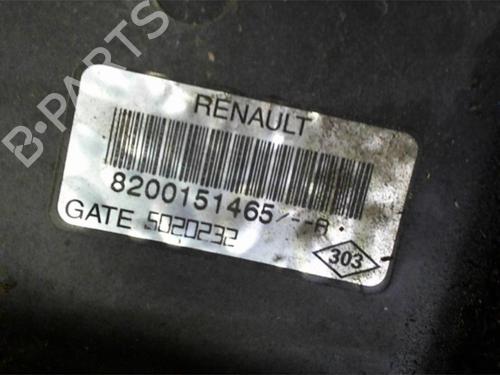 B-PARTS
RENAULT
8200151465/--R
GATE 5020232
303